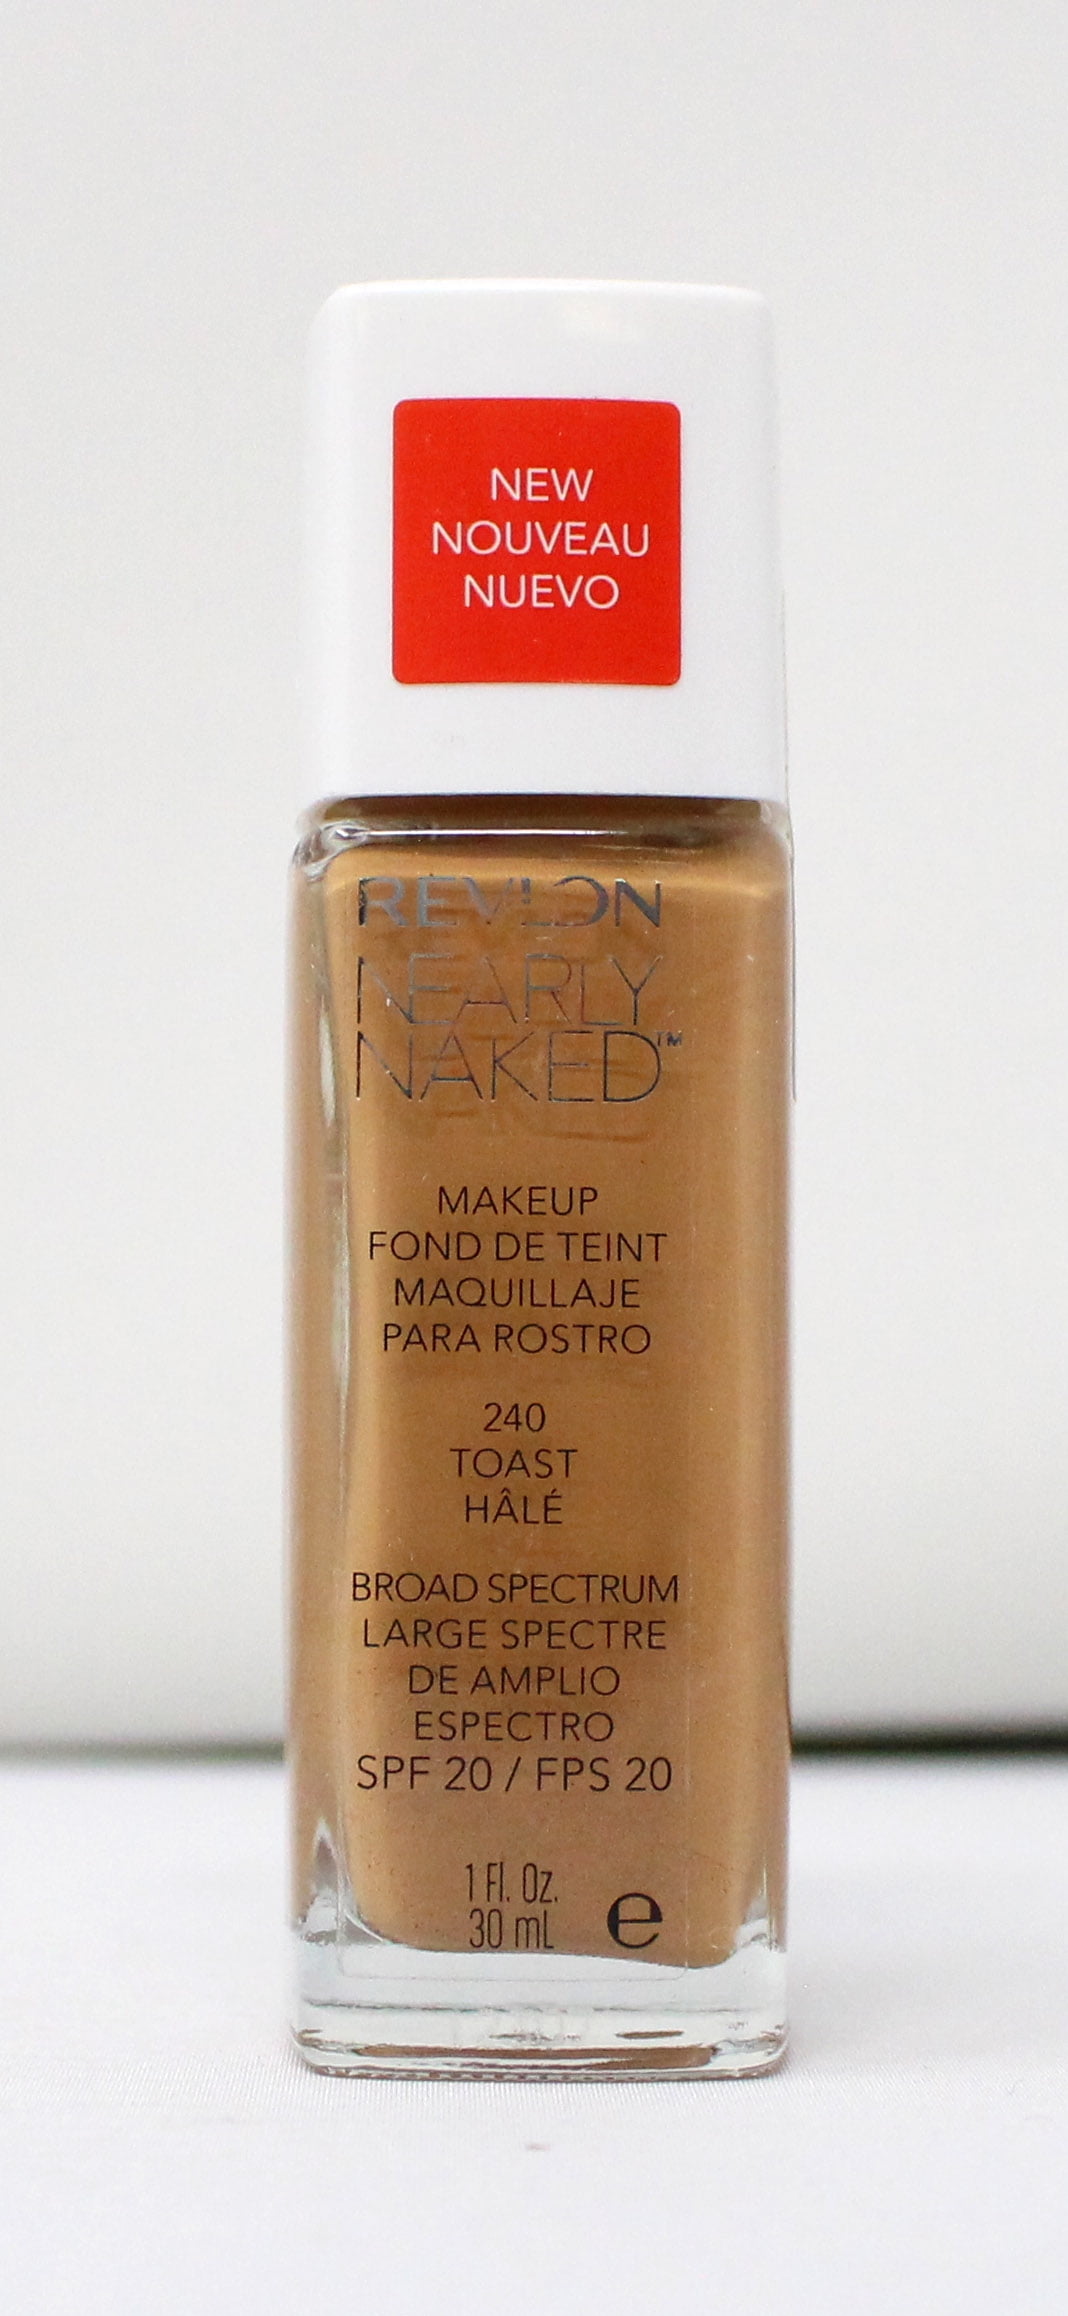 NEW
NOUVEAU
NUEVO
REVLON
NEARLY
NAKED™
MAKEUP
FOND DE TEINT
MAQUILLAJE
PARA ROSTRO
240
TOAST
HÂLÉ
BROAD SPECTRUM
LARGE SPECTRE
DE AMPLIO
ESPECTRO
SPF 20 / FPS 20
1 Fl. Oz.
30 mL ℮